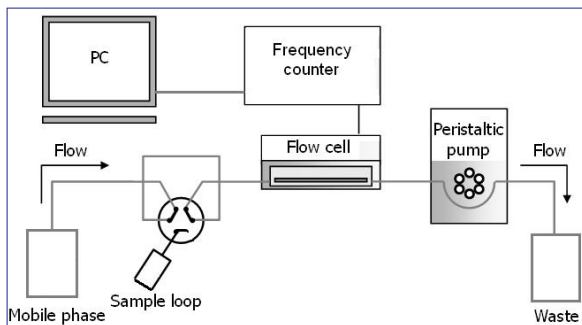 PC
Frequency
counter
Flow
Flow cell
Peristaltic
pump
Flow
Mobile phase
Sample loop
Waste